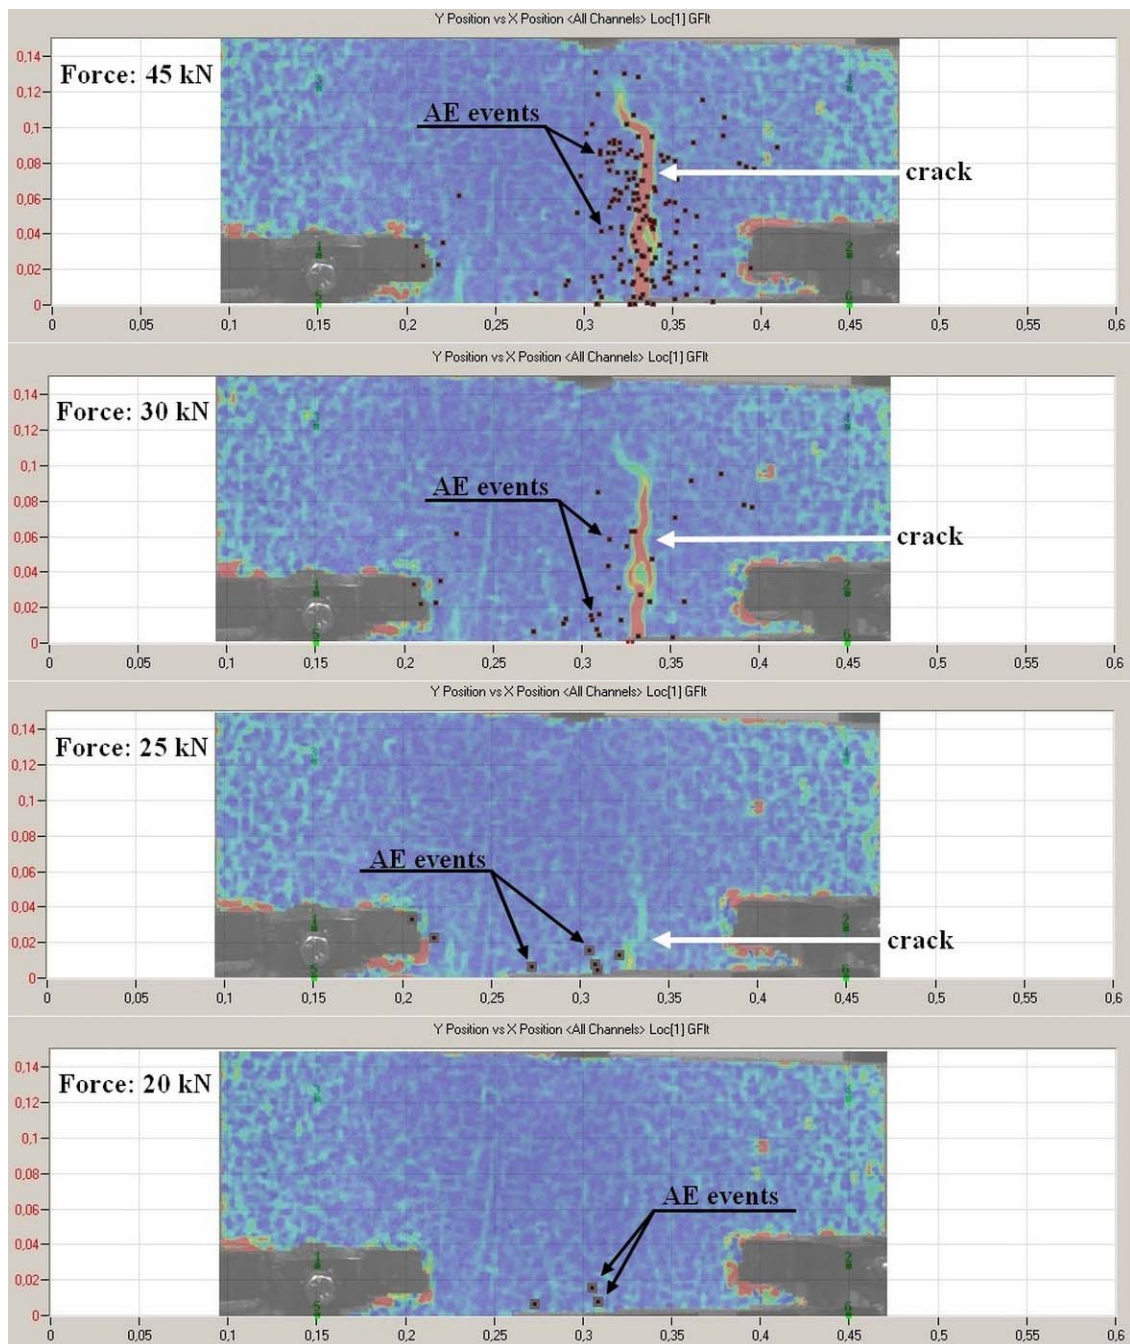 Y Position vs X Position <All Channels> Loc[1] GFlt
0,14
Force: 45 kN
0,12
AE events
0,1
0,08
crack
0,06
0,04
0,02
0
0 0,05 0,1 0,15 0,2 0,25 0,3 0,35 0,4 0,45 0,5 0,55 0,6
Y Position vs X Position <All Channels> Loc[1] GFlt
0,14
Force: 30 kN
0,12
0,1
AE events
0,08
0,06
crack
0,04
0,02
0
0 0,05 0,1 0,15 0,2 0,25 0,3 0,35 0,4 0,45 0,5 0,55 0,6
Y Position vs X Position <All Channels> Loc[1] GFlt
0,14
Force: 25 kN
0,12
0,1
0,08
AE events
0,06
0,04
0,02
crack
0
0 0,05 0,1 0,15 0,2 0,25 0,3 0,35 0,4 0,45 0,5 0,55 0,6
Y Position vs X Position <All Channels> Loc[1] GFlt
0,14
Force: 20 kN
0,12
0,1
0,08
AE events
0,06
0,04
0,02
0
0 0,05 0,1 0,15 0,2 0,25 0,3 0,35 0,4 0,45 0,5 0,55 0,6